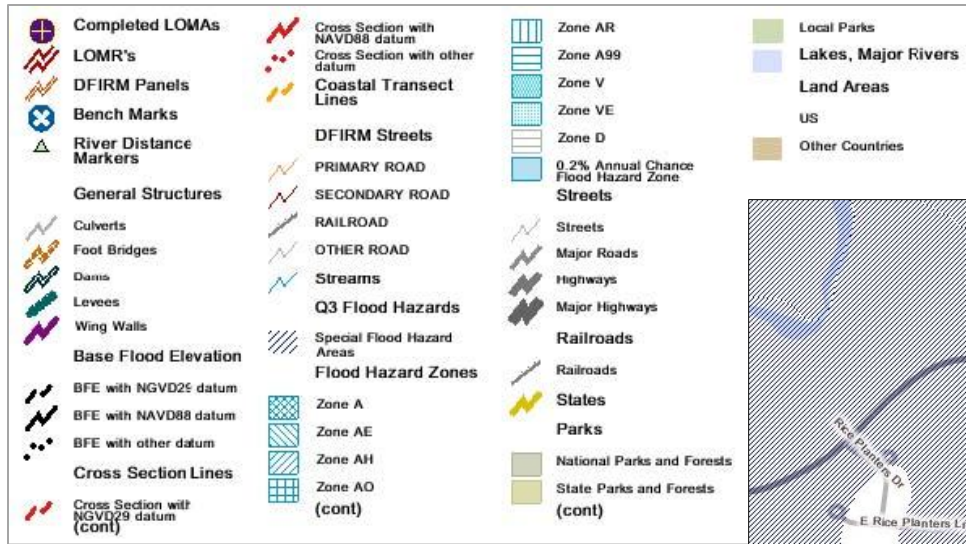 Completed LOMAs
LOMR's
DFIRM Panels
Bench Marks
River Distance
Markers
General Structures
Culverts
Foot Bridges
Dams
Levees
Wing Walls
Base Flood Elevation
BFE with NGVD29 datum
BFE with NAVD88 datum
BFE with other datum
Cross Section Lines
Cross Section with
NGVD29 datum
(cont)
Cross Section with
NAVD88 datum
Cross Section with other
datum
Coastal Transect
Lines
DFIRM Streets
PRIMARY ROAD
SECONDARY ROAD
RAILROAD
OTHER ROAD
Streams
Q3 Flood Hazards
Special Flood Hazard
Areas
Flood Hazard Zones
Zone A
Zone AE
Zone AH
Zone AO
(cont)
Zone AR
Zone A99
Zone V
Zone VE
Zone D
0.2% Annual Chance
Flood Hazard Zone
Streets
Streets
Major Roads
Highways
Major Highways
Railroads
Railroads
States
Parks
National Parks and Forests
State Parks and Forests
(cont)
Local Parks
Lakes, Major Rivers
Land Areas
US
Other Countries
Rice Planters Dr
E Rice Planters Ln